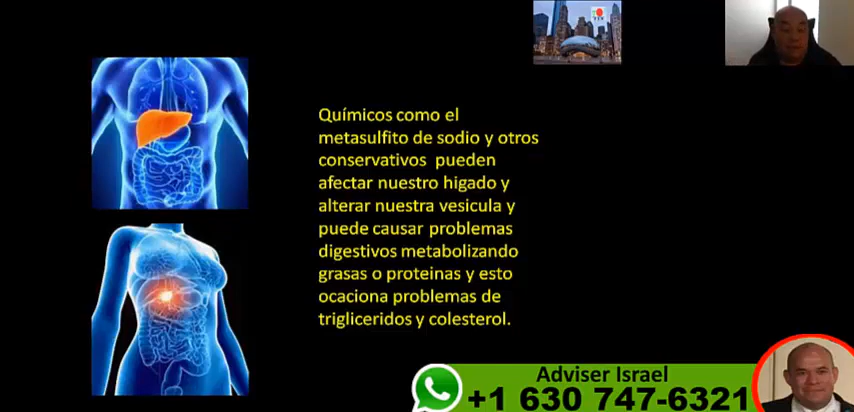 Químicos como el
metasulfito de sodio y otros
conservativos pueden
afectar nuestro higado y
alterar nuestra vesicula y
puede causar problemas
digestivos metabolizando
grasas o proteinas y esto
ocaciona problemas de
trigliceridos y colesterol.
Adviser Israel
+1 630 747-6321